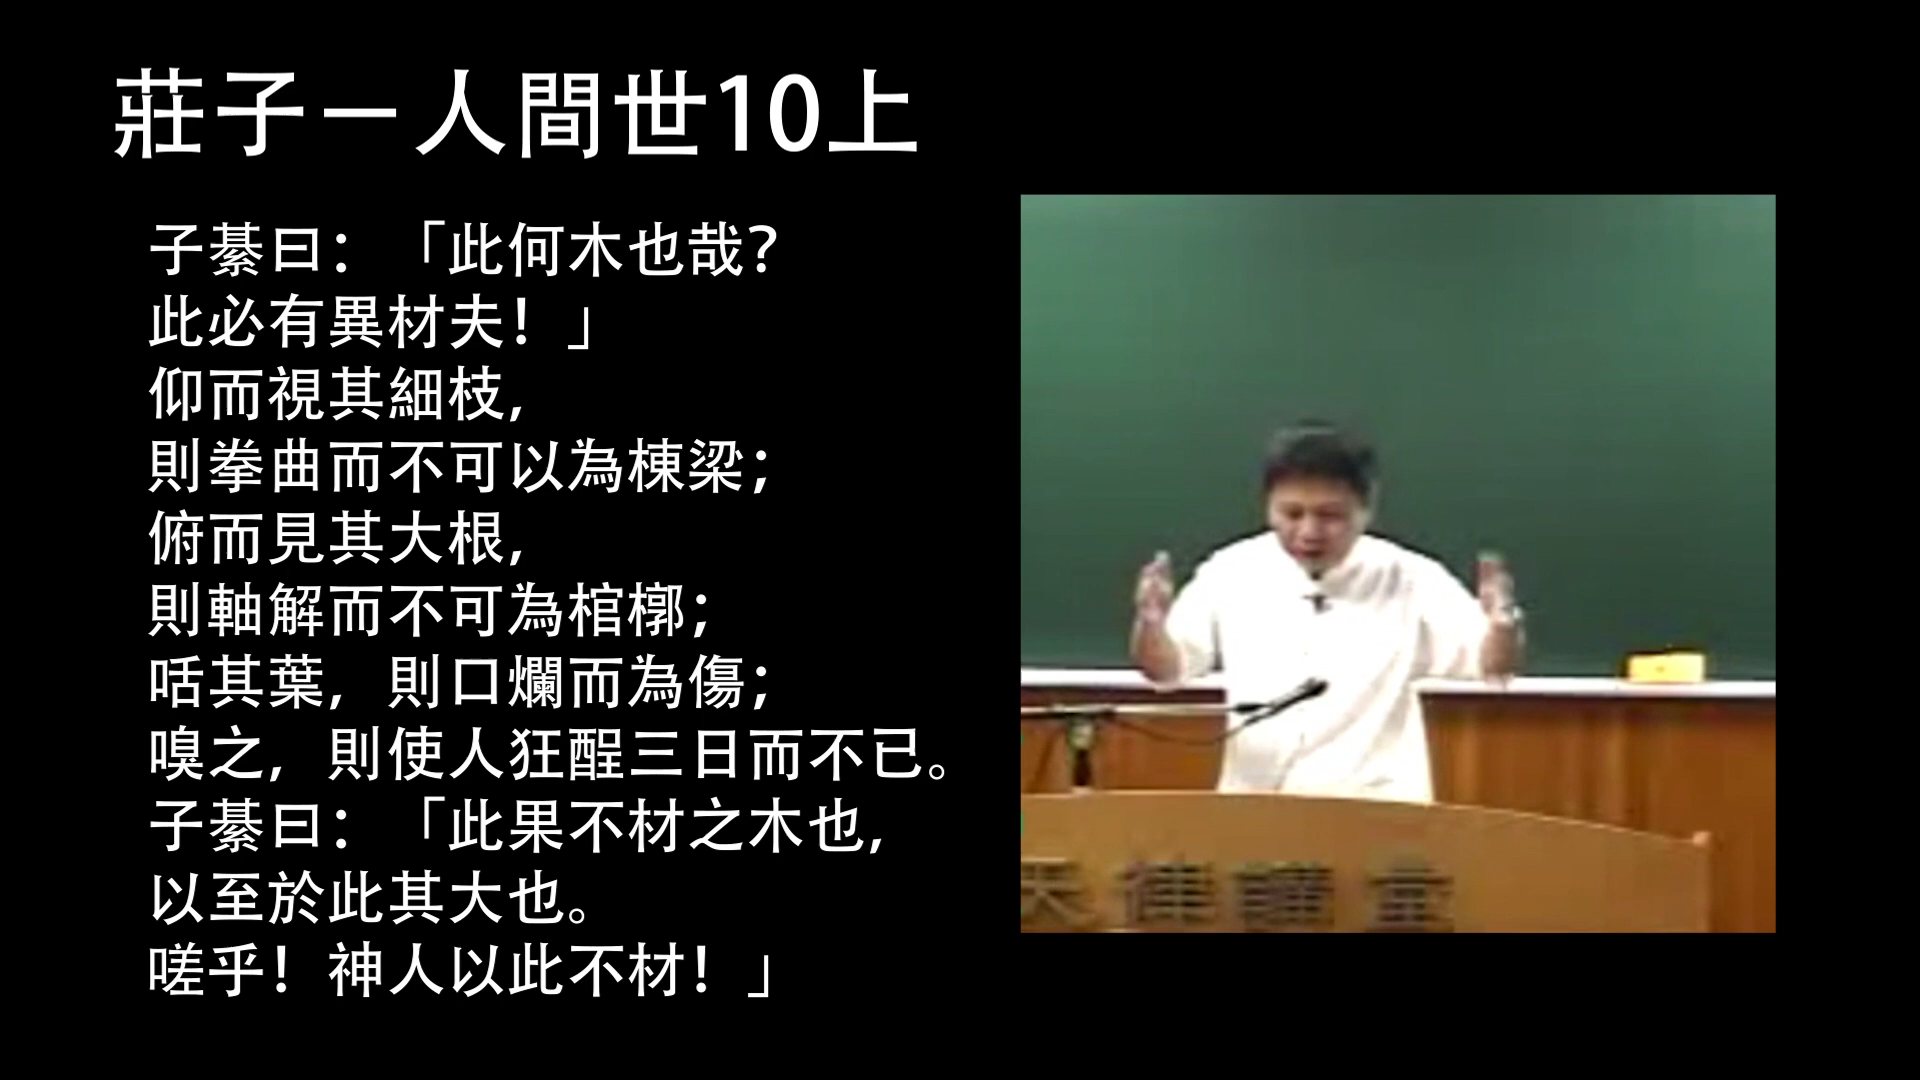 莊子－人間世10上
子綦曰：「此何木也哉？
此必有異材夫！」
仰而視其細枝，
則拳曲而不可以為棟梁；
俯而見其大根，
則軸解而不可為棺槨；
咶其葉，則口爛而為傷；
嗅之，則使人狂酲三日而不已。
子綦曰：「此果不材之木也，
以至於此其大也。
嗟乎！神人以此不材！」
天律講堂